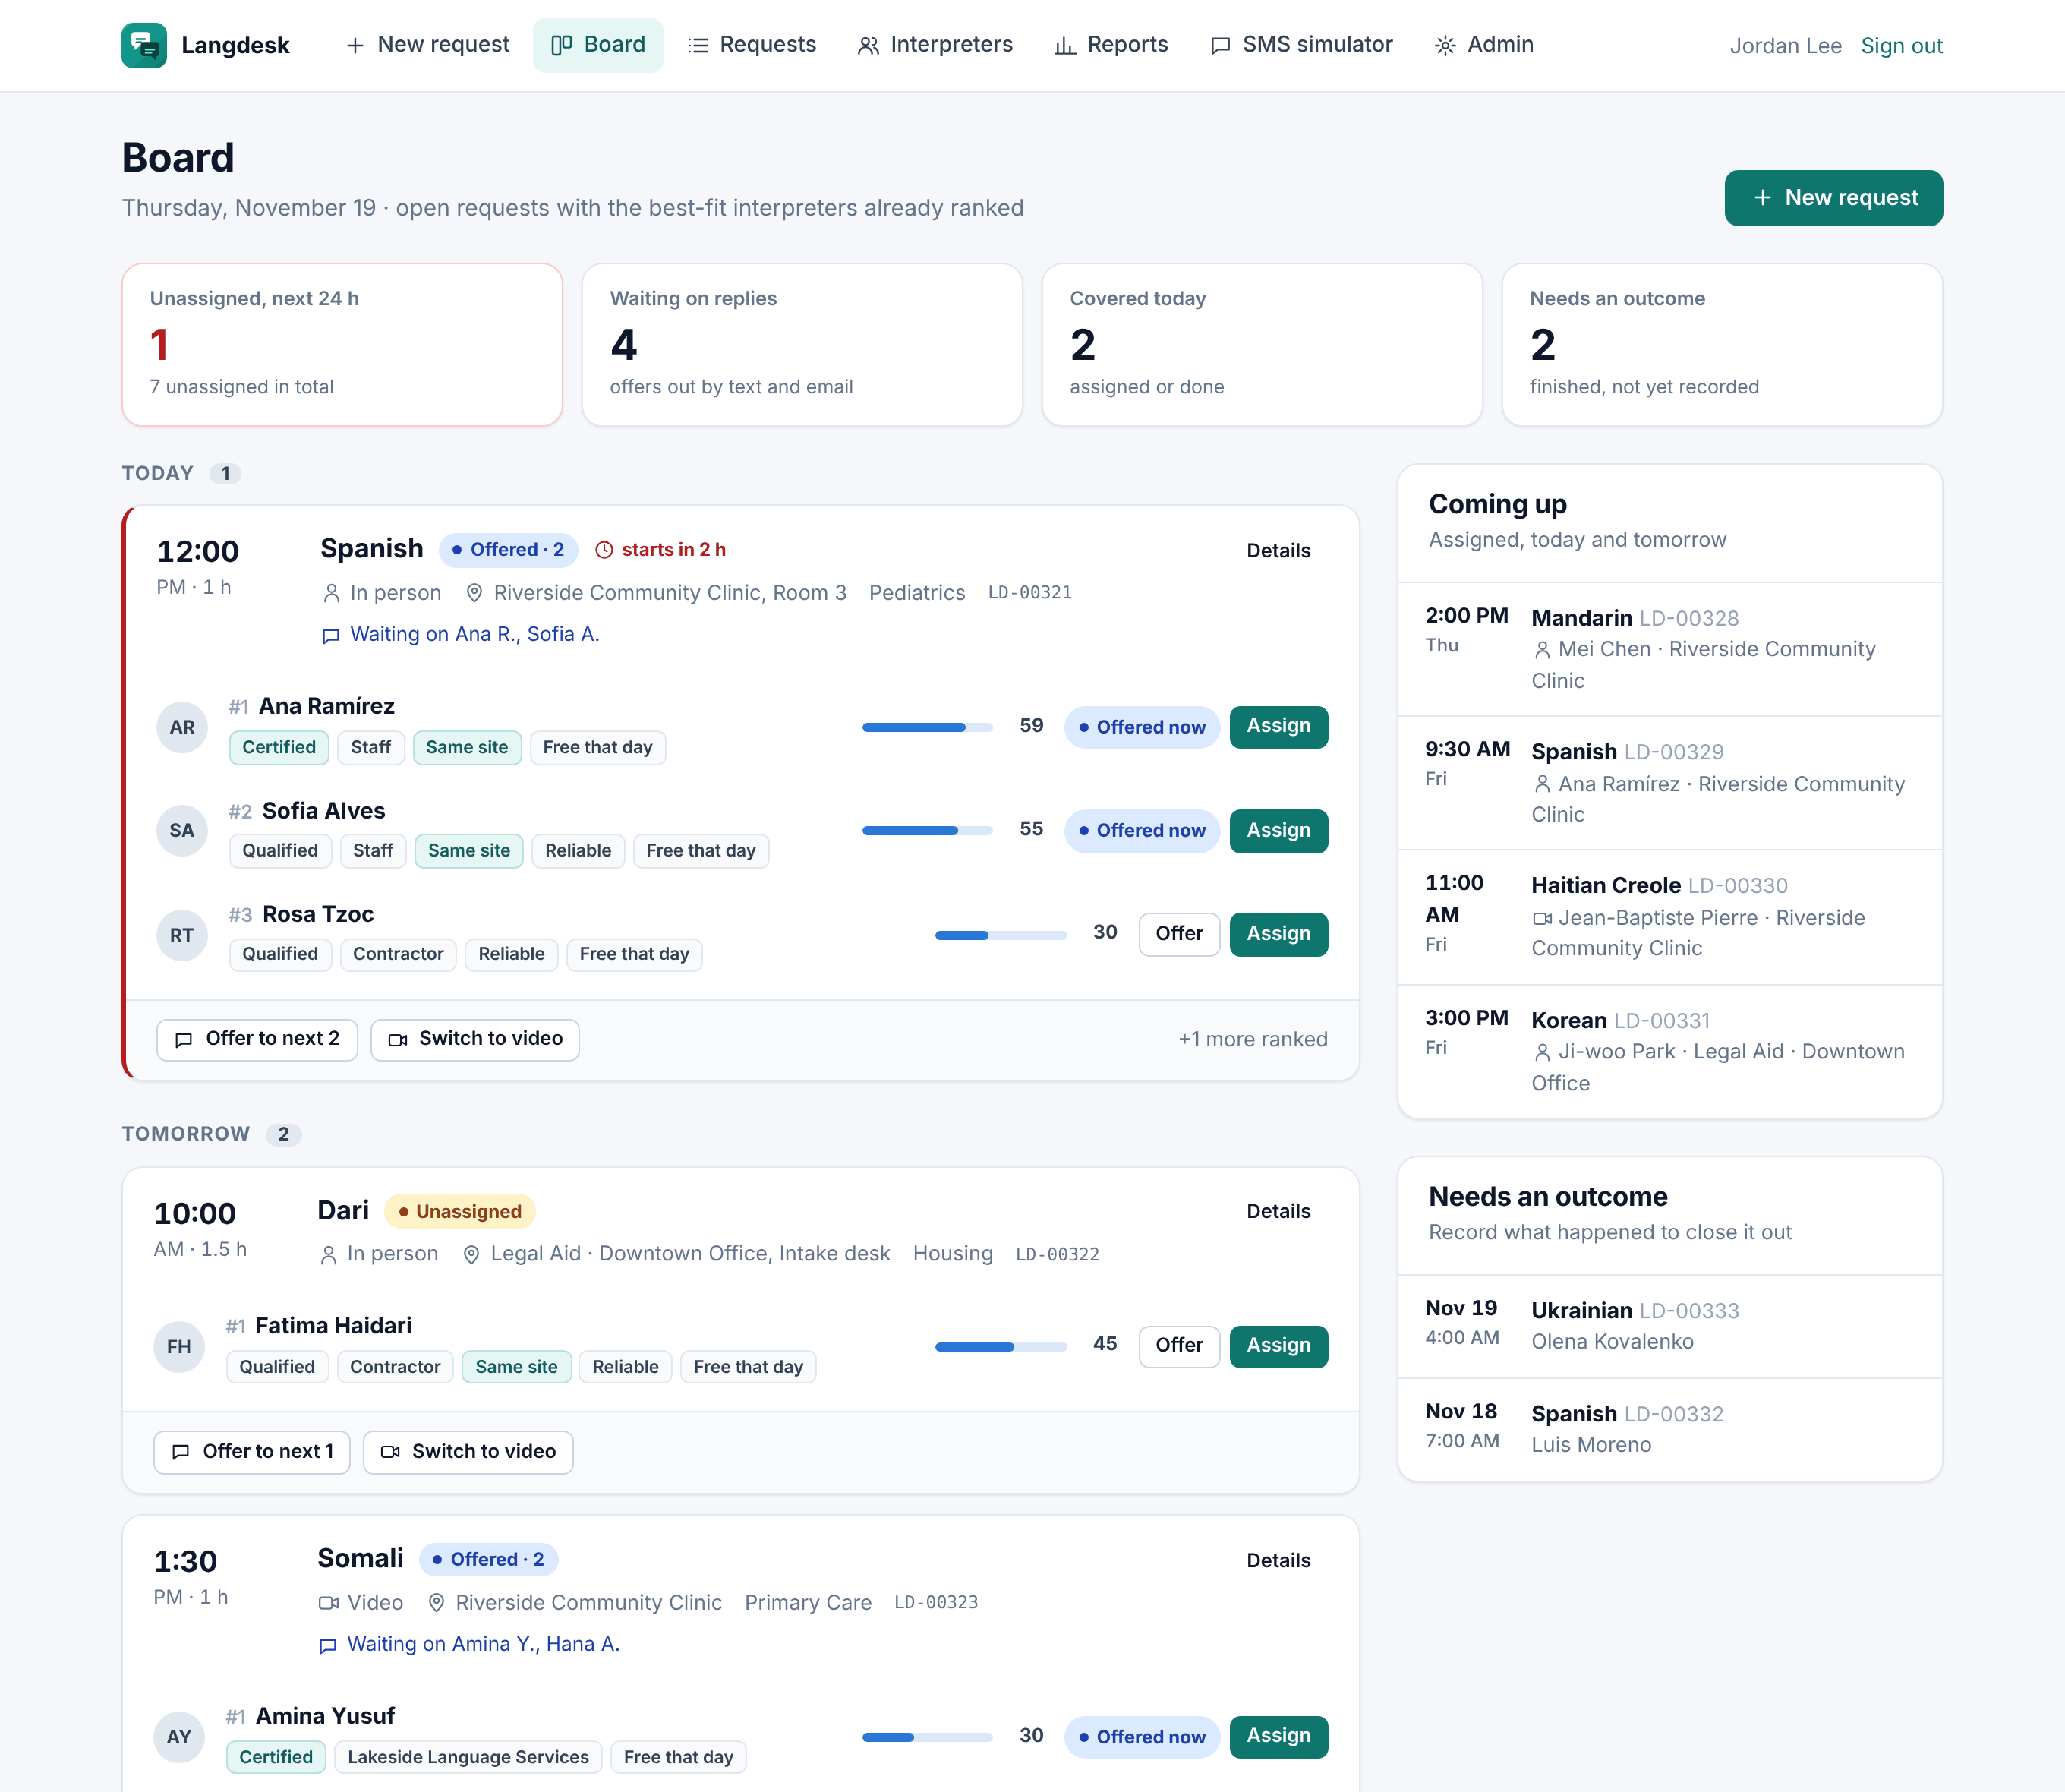 Langdesk
New request
Board
Requests
Interpreters
Reports
SMS simulator
Admin
Jordan Lee
Sign out
Board
Thursday, November 19 · open requests with the best-fit interpreters already ranked
New request
Unassigned, next 24 h
1
7 unassigned in total
Waiting on replies
4
offers out by text and email
Covered today
2
assigned or done
Needs an outcome
2
finished, not yet recorded
TODAY 1
12:00
PM · 1 h
Spanish Offered · 2 starts in 2 h
Details
In person Riverside Community Clinic, Room 3 Pediatrics LD-00321
Waiting on Ana R., Sofia A.
AR
#1 Ana Ramírez
Certified Staff Same site Free that day
59 Offered now Assign
SA
#2 Sofia Alves
Qualified Staff Same site Reliable Free that day
55 Offered now Assign
RT
#3 Rosa Tzoc
Qualified Contractor Reliable Free that day
30 Offer Assign
Offer to next 2 Switch to video +1 more ranked
TOMORROW 2
10:00
AM · 1.5 h
Dari Unassigned
Details
In person Legal Aid · Downtown Office, Intake desk Housing LD-00322
FH
#1 Fatima Haidari
Qualified Contractor Same site Reliable Free that day
45 Offer Assign
Offer to next 1 Switch to video
1:30
PM · 1 h
Somali Offered · 2
Details
Video Riverside Community Clinic Primary Care LD-00323
Waiting on Amina Y., Hana A.
AY
#1 Amina Yusuf
Certified Lakeside Language Services Free that day
30 Offered now Assign
Coming up
Assigned, today and tomorrow
2:00 PM
Thu
Mandarin LD-00328
Mei Chen · Riverside Community
Clinic
9:30 AM
Fri
Spanish LD-00329
Ana Ramírez · Riverside Community
Clinic
11:00
AM
Fri
Haitian Creole LD-00330
Jean-Baptiste Pierre · Riverside
Community Clinic
3:00 PM
Fri
Korean LD-00331
Ji-woo Park · Legal Aid · Downtown
Office
Needs an outcome
Record what happened to close it out
Nov 19
4:00 AM
Ukrainian LD-00333
Olena Kovalenko
Nov 18
7:00 AM
Spanish LD-00332
Luis Moreno